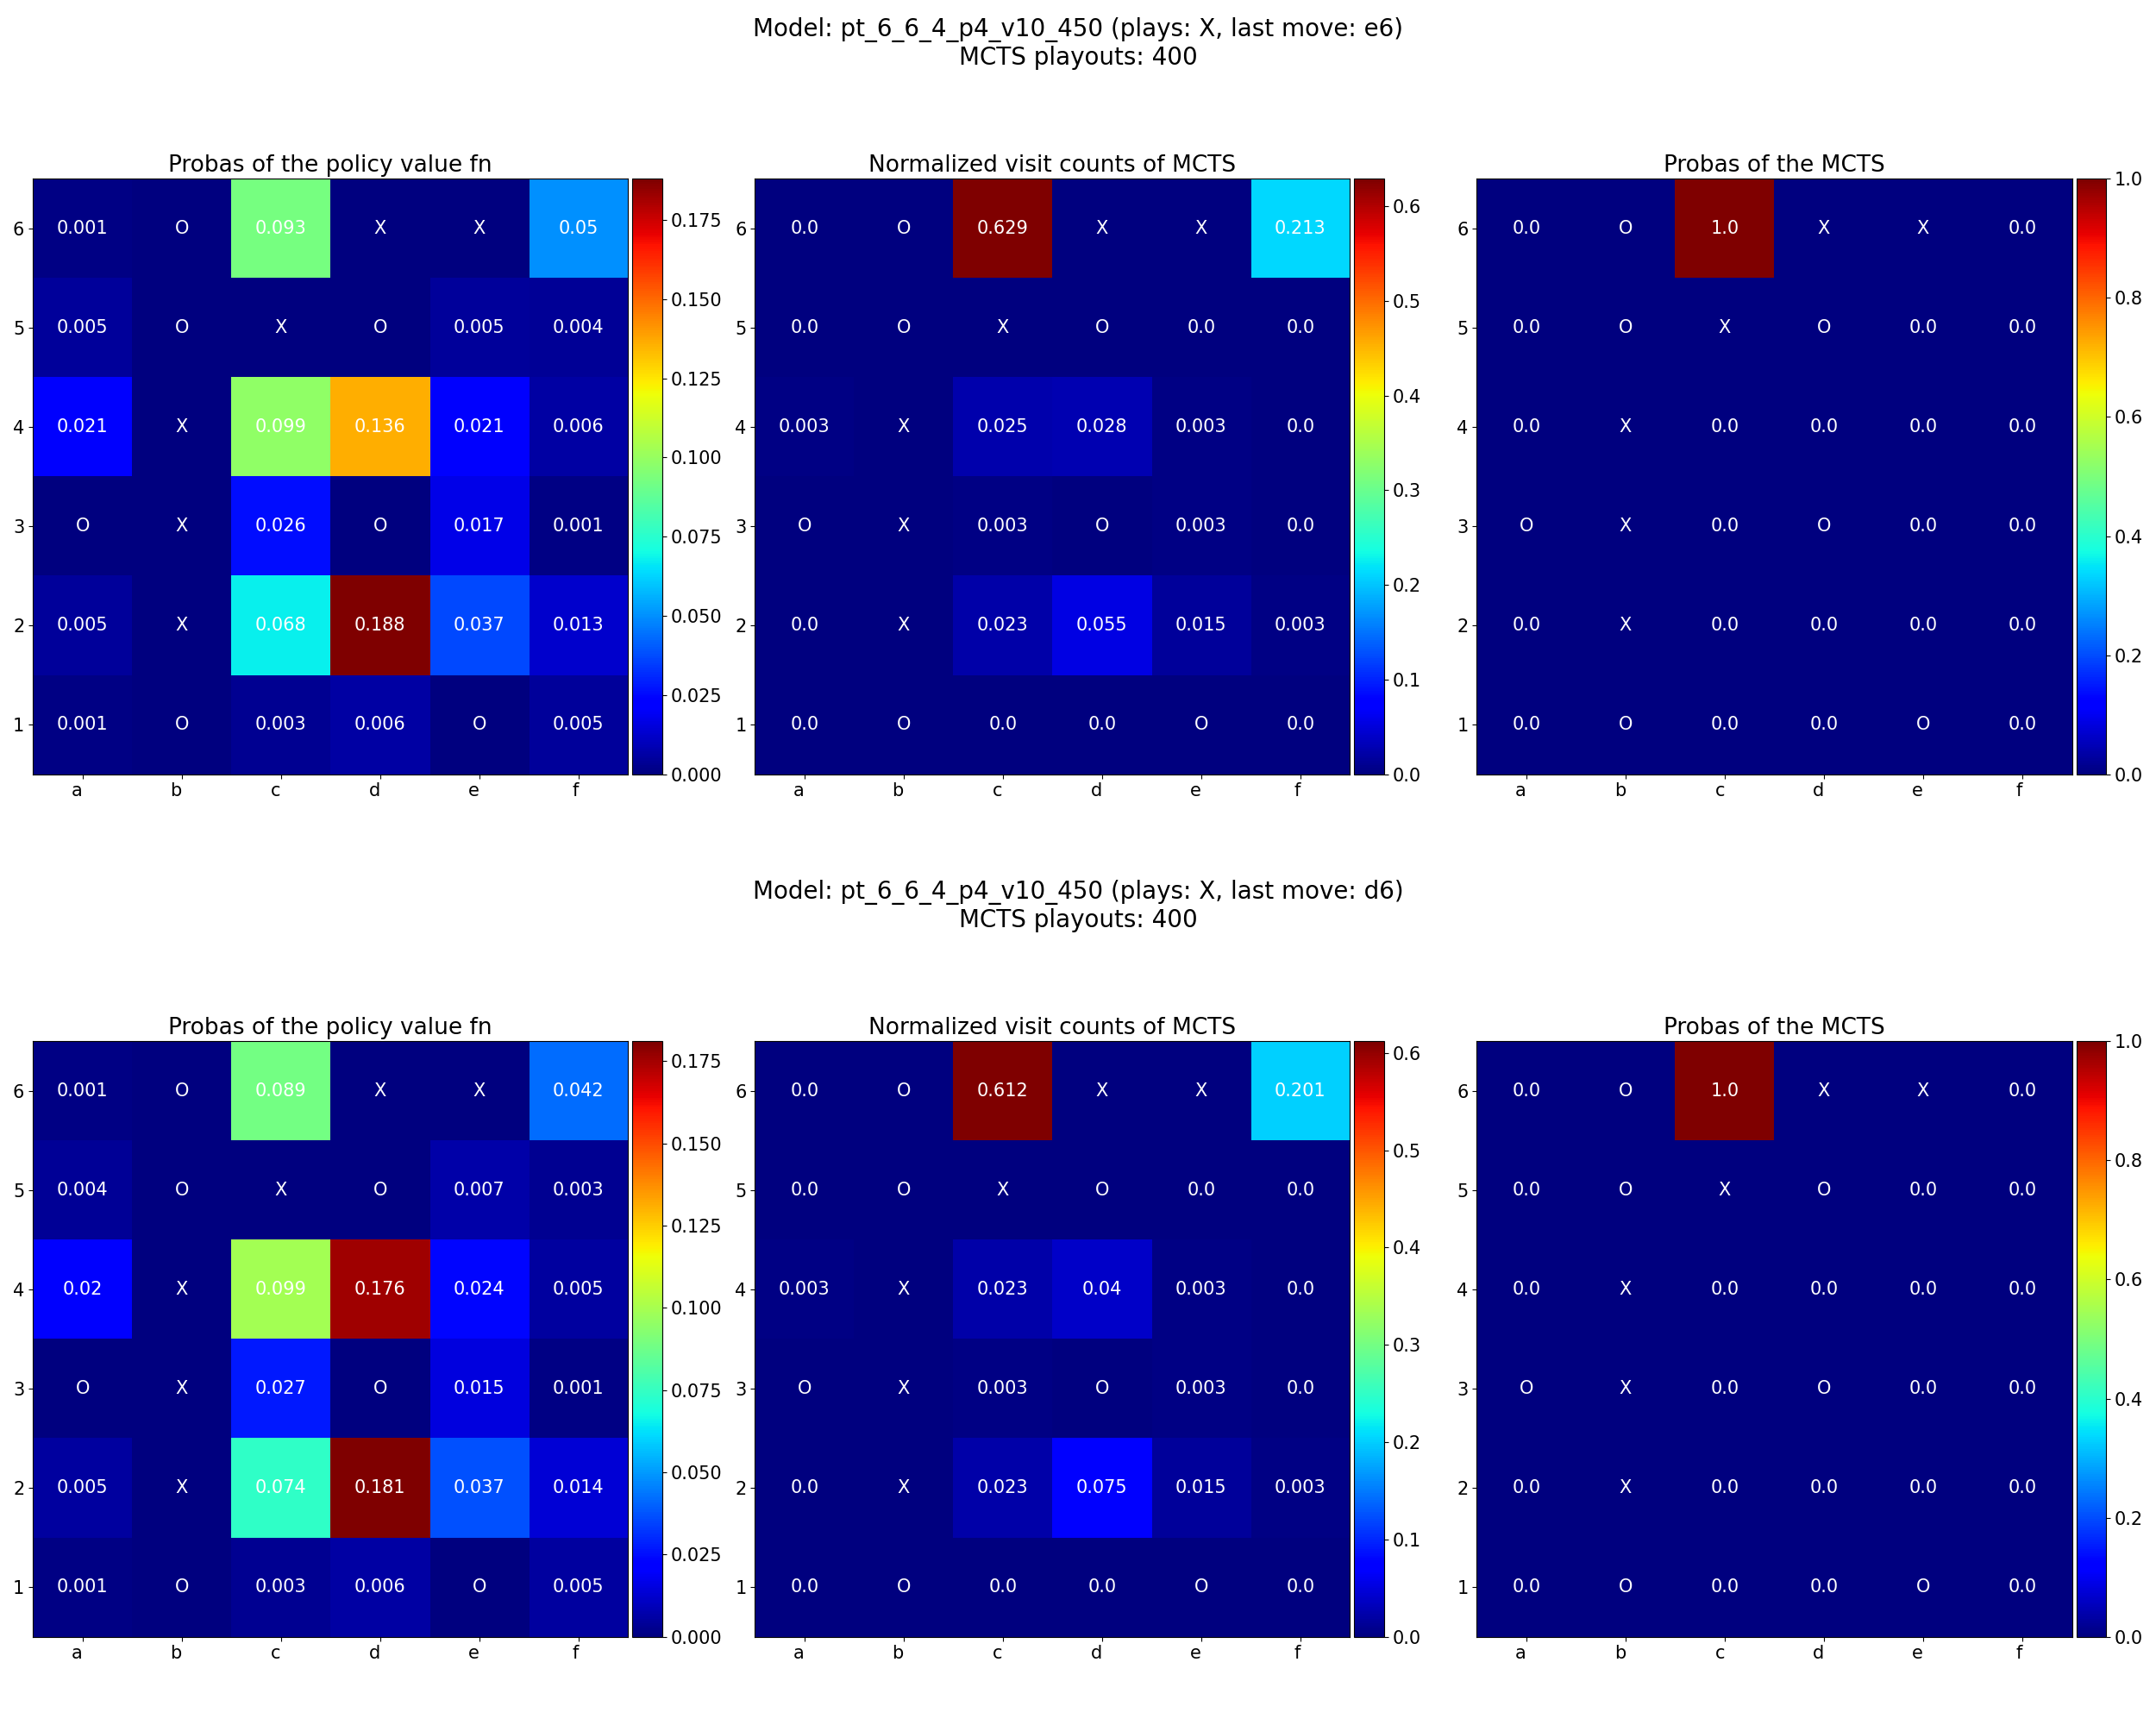 Model: pt_6_6_4_p4_v10_450 (plays: X, last move: e6)
MCTS playouts: 400
Probas of the policy value fn
6 0.001 O 0.093 X X 0.05
5 0.005 O X O 0.005 0.004
4 0.021 X 0.099 0.136 0.021 0.006
3 O X 0.026 O 0.017 0.001
2 0.005 X 0.068 0.188 0.037 0.013
1 0.001 O 0.003 0.006 O 0.005
a b c d e f
0.175
0.150
0.125
0.100
0.075
0.050
0.025
0.000
Normalized visit counts of MCTS
6 0.0 O 0.629 X X 0.213
5 0.0 O X O 0.0 0.0
4 0.003 X 0.025 0.028 0.003 0.0
3 O X 0.003 O 0.003 0.0
2 0.0 X 0.023 0.055 0.015 0.003
1 0.0 O 0.0 0.0 O 0.0
a b c d e f
0.6
0.5
0.4
0.3
0.2
0.1
0.0
Probas of the MCTS
6 0.0 O 1.0 X X 0.0
5 0.0 O X O 0.0 0.0
4 0.0 X 0.0 0.0 0.0 0.0
3 O X 0.0 O 0.0 0.0
2 0.0 X 0.0 0.0 0.0 0.0
1 0.0 O 0.0 0.0 O 0.0
a b c d e f
1.0
0.8
0.6
0.4
0.2
0.0
Model: pt_6_6_4_p4_v10_450 (plays: X, last move: d6)
MCTS playouts: 400
Probas of the policy value fn
6 0.001 O 0.089 X X 0.042
5 0.004 O X O 0.007 0.003
4 0.02 X 0.099 0.176 0.024 0.005
3 O X 0.027 O 0.015 0.001
2 0.005 X 0.074 0.181 0.037 0.014
1 0.001 O 0.003 0.006 O 0.005
a b c d e f
0.175
0.150
0.125
0.100
0.075
0.050
0.025
0.000
Normalized visit counts of MCTS
6 0.0 O 0.612 X X 0.201
5 0.0 O X O 0.0 0.0
4 0.003 X 0.023 0.04 0.003 0.0
3 O X 0.003 O 0.003 0.0
2 0.0 X 0.023 0.075 0.015 0.003
1 0.0 O 0.0 0.0 O 0.0
a b c d e f
0.6
0.5
0.4
0.3
0.2
0.1
0.0
Probas of the MCTS
6 0.0 O 1.0 X X 0.0
5 0.0 O X O 0.0 0.0
4 0.0 X 0.0 0.0 0.0 0.0
3 O X 0.0 O 0.0 0.0
2 0.0 X 0.0 0.0 0.0 0.0
1 0.0 O 0.0 0.0 O 0.0
a b c d e f
1.0
0.8
0.6
0.4
0.2
0.0